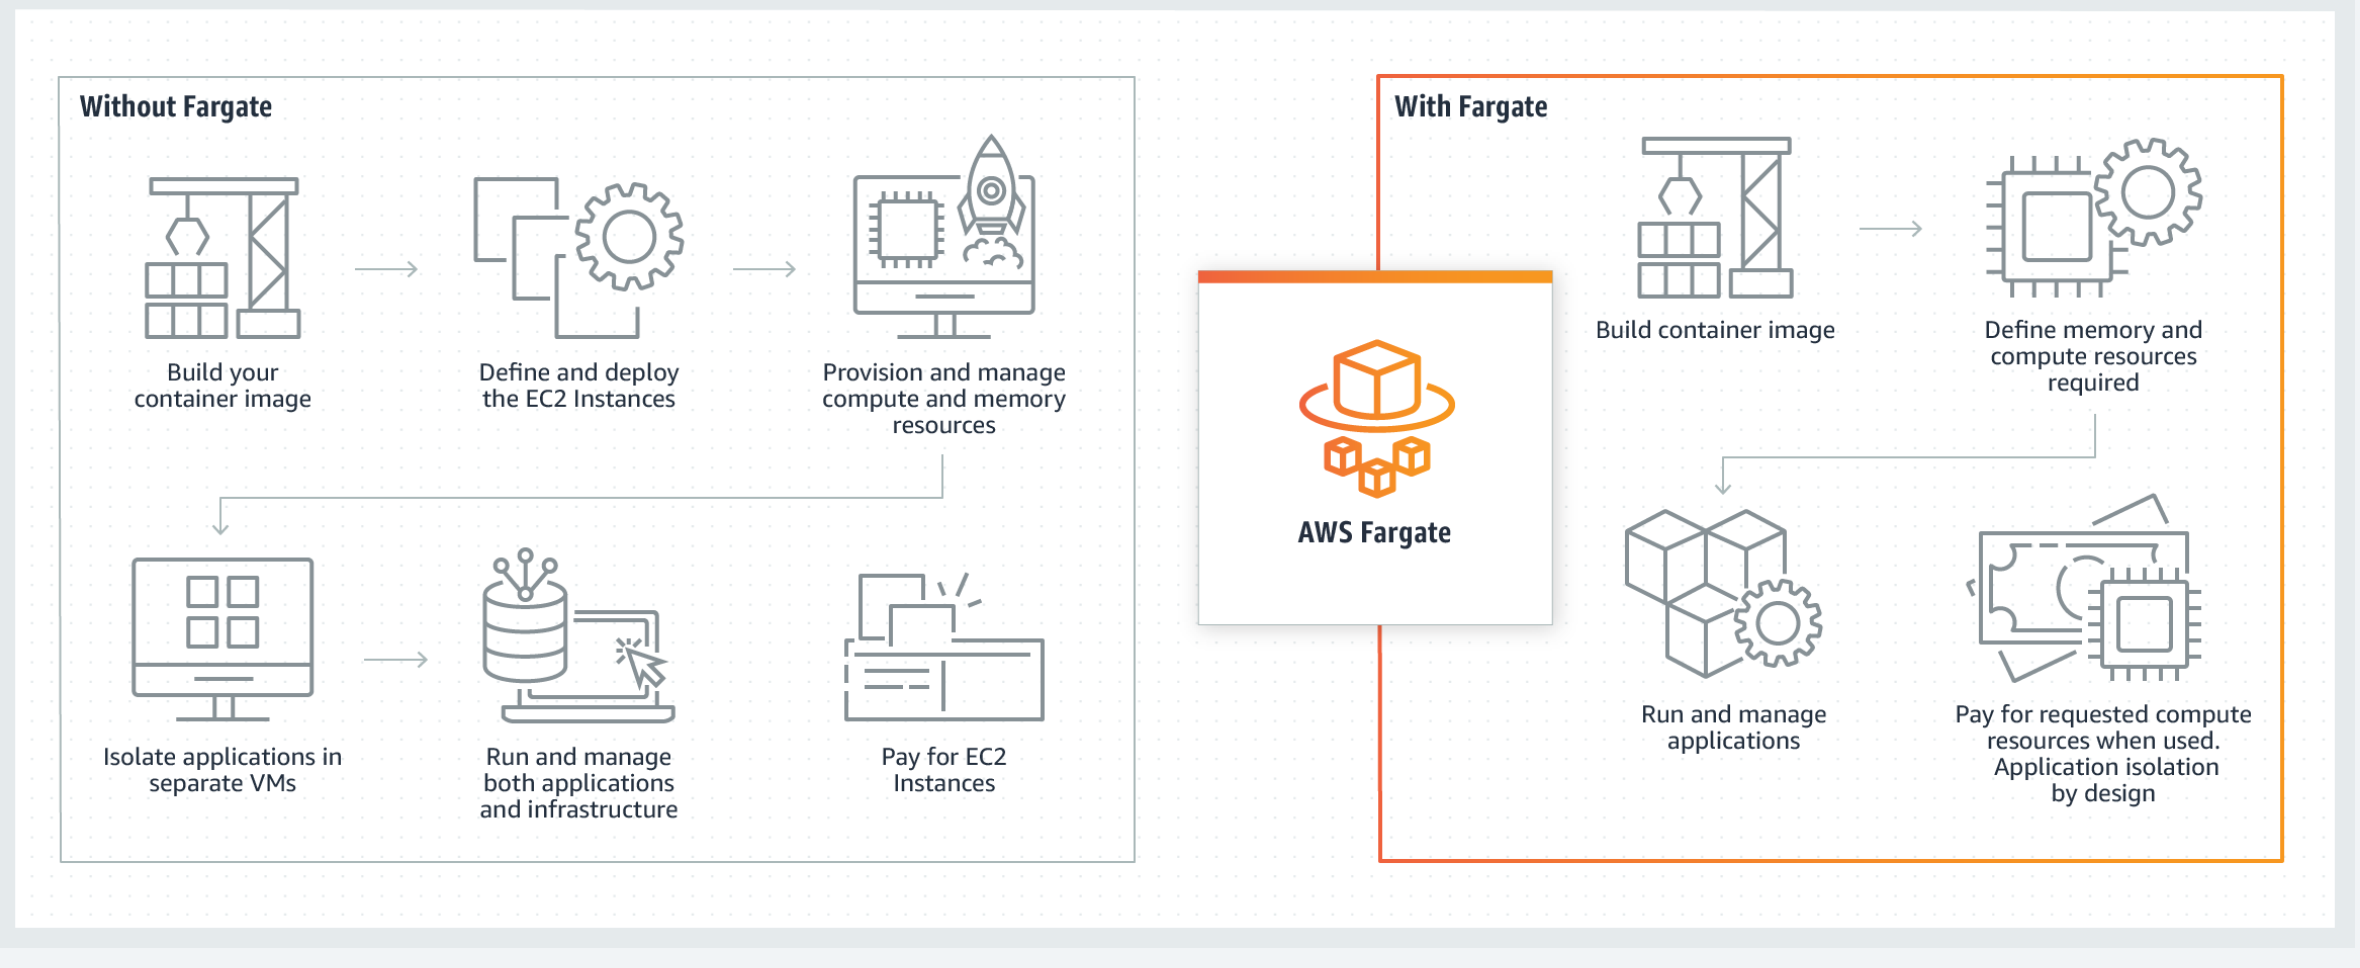 Without Fargate
Build your
container image
Define and deploy
the EC2 Instances
Provision and manage
compute and memory
resources
Isolate applications in
separate VMs
Run and manage
both applications
and infrastructure
Pay for EC2
Instances
AWS Fargate
With Fargate
Build container image
Define memory and
compute resources
required
Run and manage
applications
Pay for requested compute
resources when used.
Application isolation
by design